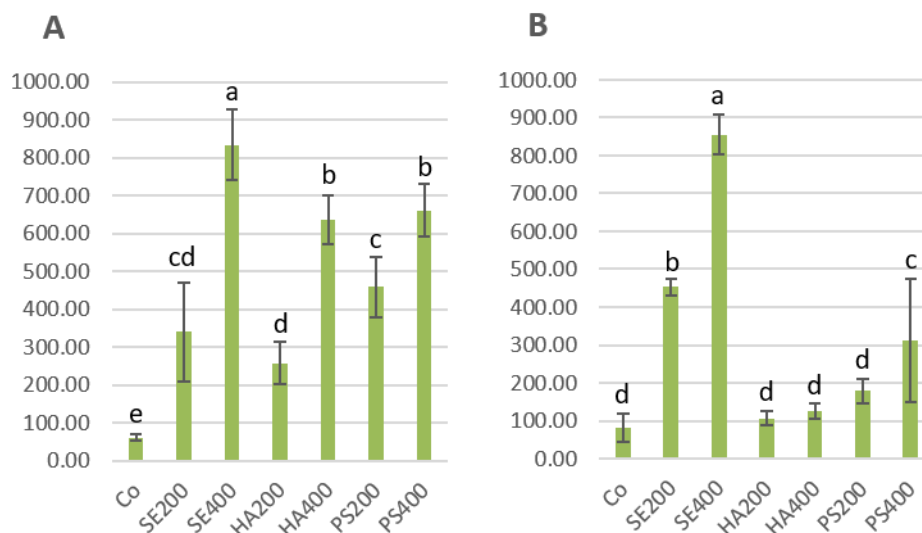 A
1000.00
900.00
800.00
700.00
600.00
500.00
400.00
300.00
200.00
100.00
0.00
e
cd
a
d
b
c
b
Co
SE200
SE400
HA200
HA400
PS200
PS400
B
1000.00
900.00
800.00
700.00
600.00
500.00
400.00
300.00
200.00
100.00
0.00
d
b
a
d
d
d
c
Co
SE200
SE400
HA200
HA400
PS200
PS400